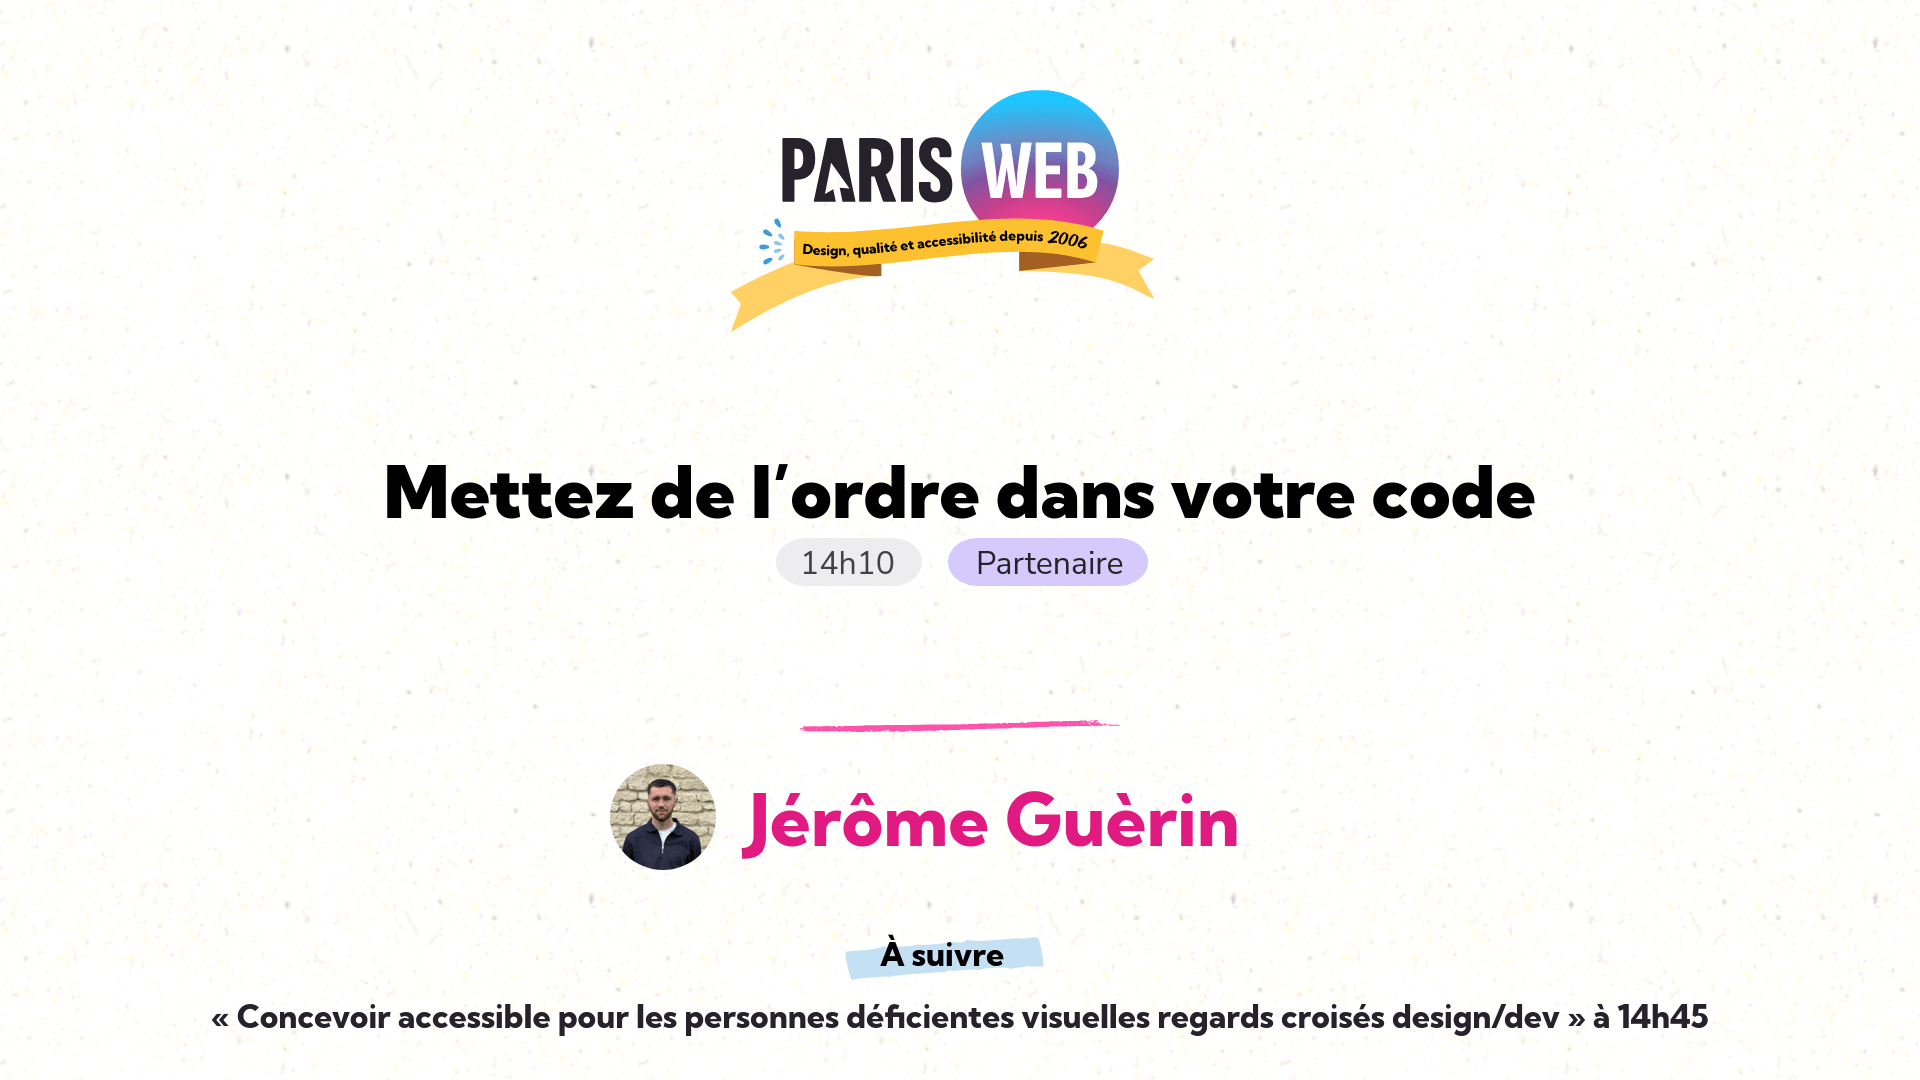 PARIS WEB
Design, qualité et accessibilité depuis 2006
Mettez de l’ordre dans votre code
14h10 Partenaire
Jérôme Guèrin
À suivre
« Concevoir accessible pour les personnes déficientes visuelles regards croisés design/dev » à 14h45